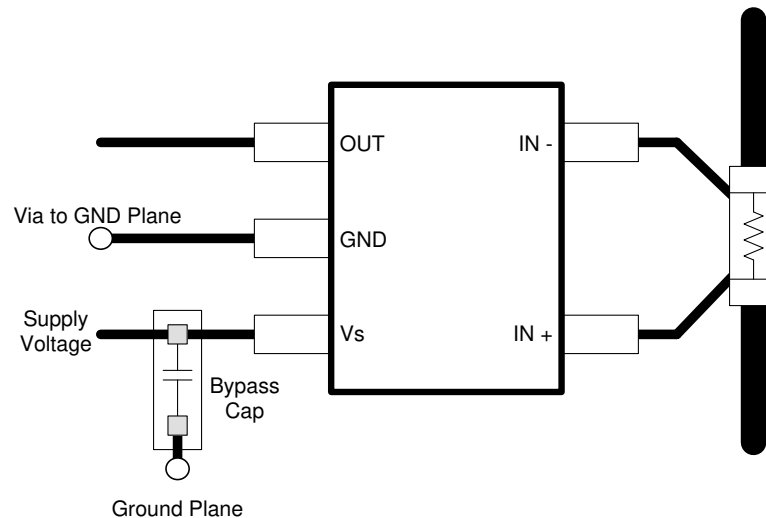 OUT
IN -
Via to GND Plane
GND
Supply
Voltage
Vs
IN +
Bypass
Cap
Ground Plane